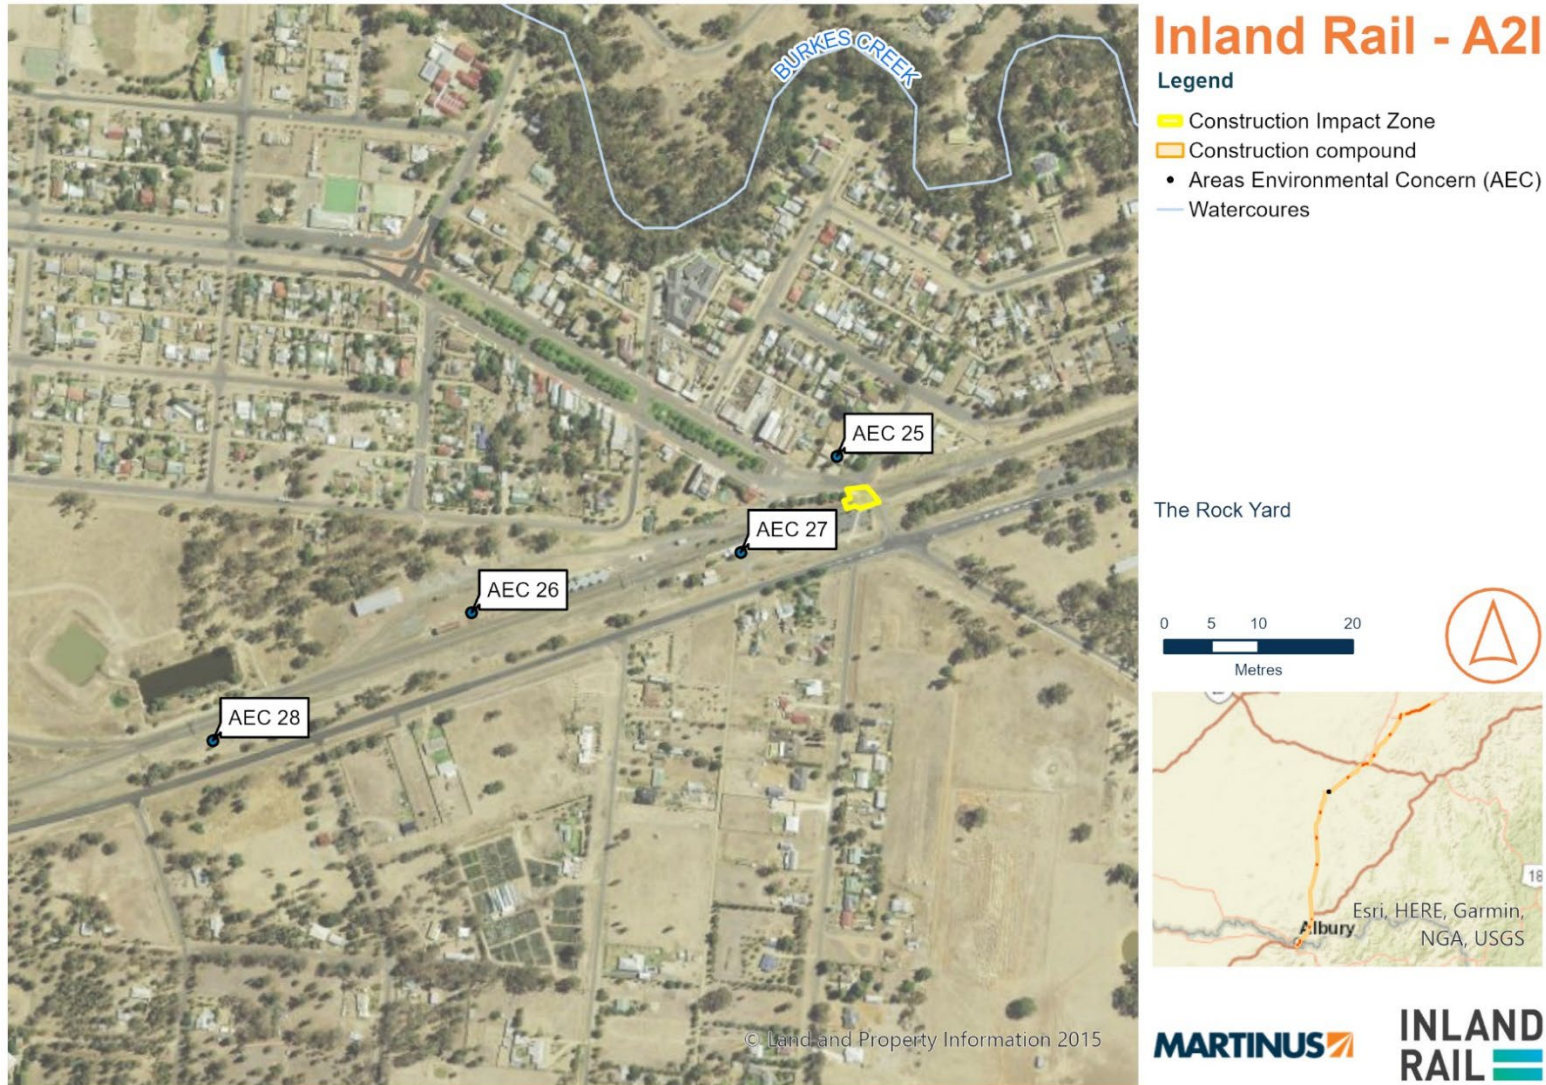 Inland Rail - A2I
Legend
Construction Impact Zone
Construction compound
Areas Environmental Concern (AEC)
Watercoures
BURKES CREEK
AEC 25
AEC 27
AEC 26
AEC 28
The Rock Yard
0 5 10 20
Metres
18
Esri, HERE, Garmin,
Albury
NGA, USGS
© Land and Property Information 2015
MARTINUS
INLAND
RAIL